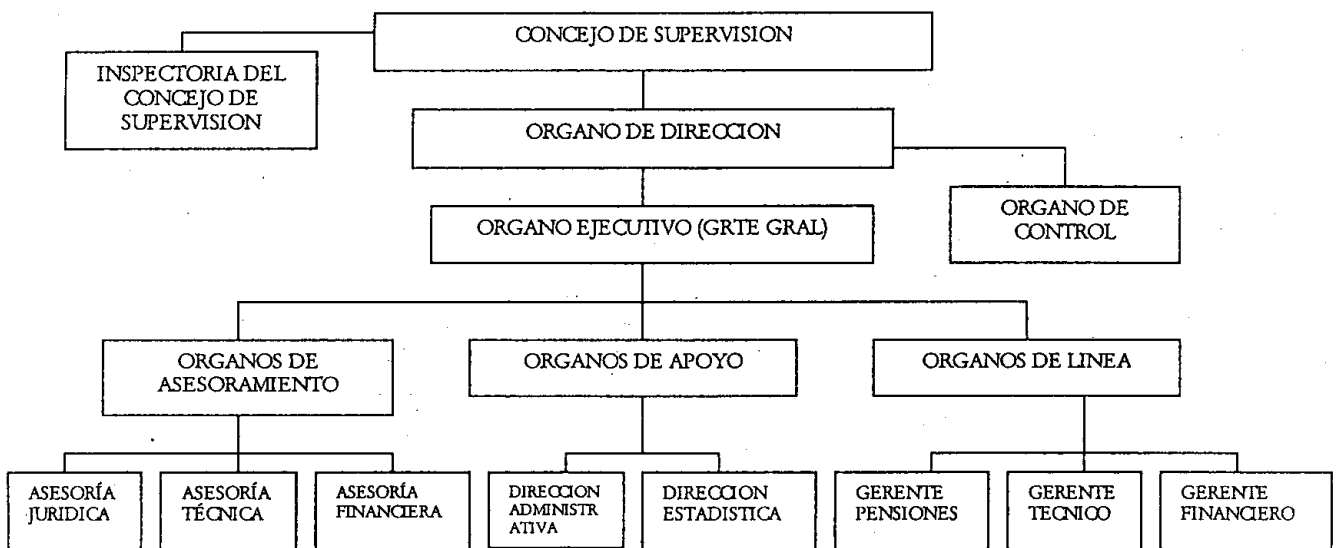 CONCEJO DE SUPERVISION
INSPECTORIA DEL
CONCEJO DE
SUPERVISION
ORGANO DE DIRECCION
ORGANO DE
CONTROL
ORGANO EJECUTIVO (GRTE GRAL)
ORGANOS DE
ASESORAMIENTO
ORGANOS DE APOYO
ORGANOS DE LINEA
ASESORÍA
JURIDICA
ASESORÍA
TÉCNICA
ASESORÍA
FINANCIERA
DIRECCION
ADMINISTR
ATIVA
DIRECCION
ESTADISTICA
GERENTE
PENSIONES
GERENTE
TECNICO
GERENTE
FINANCIERO